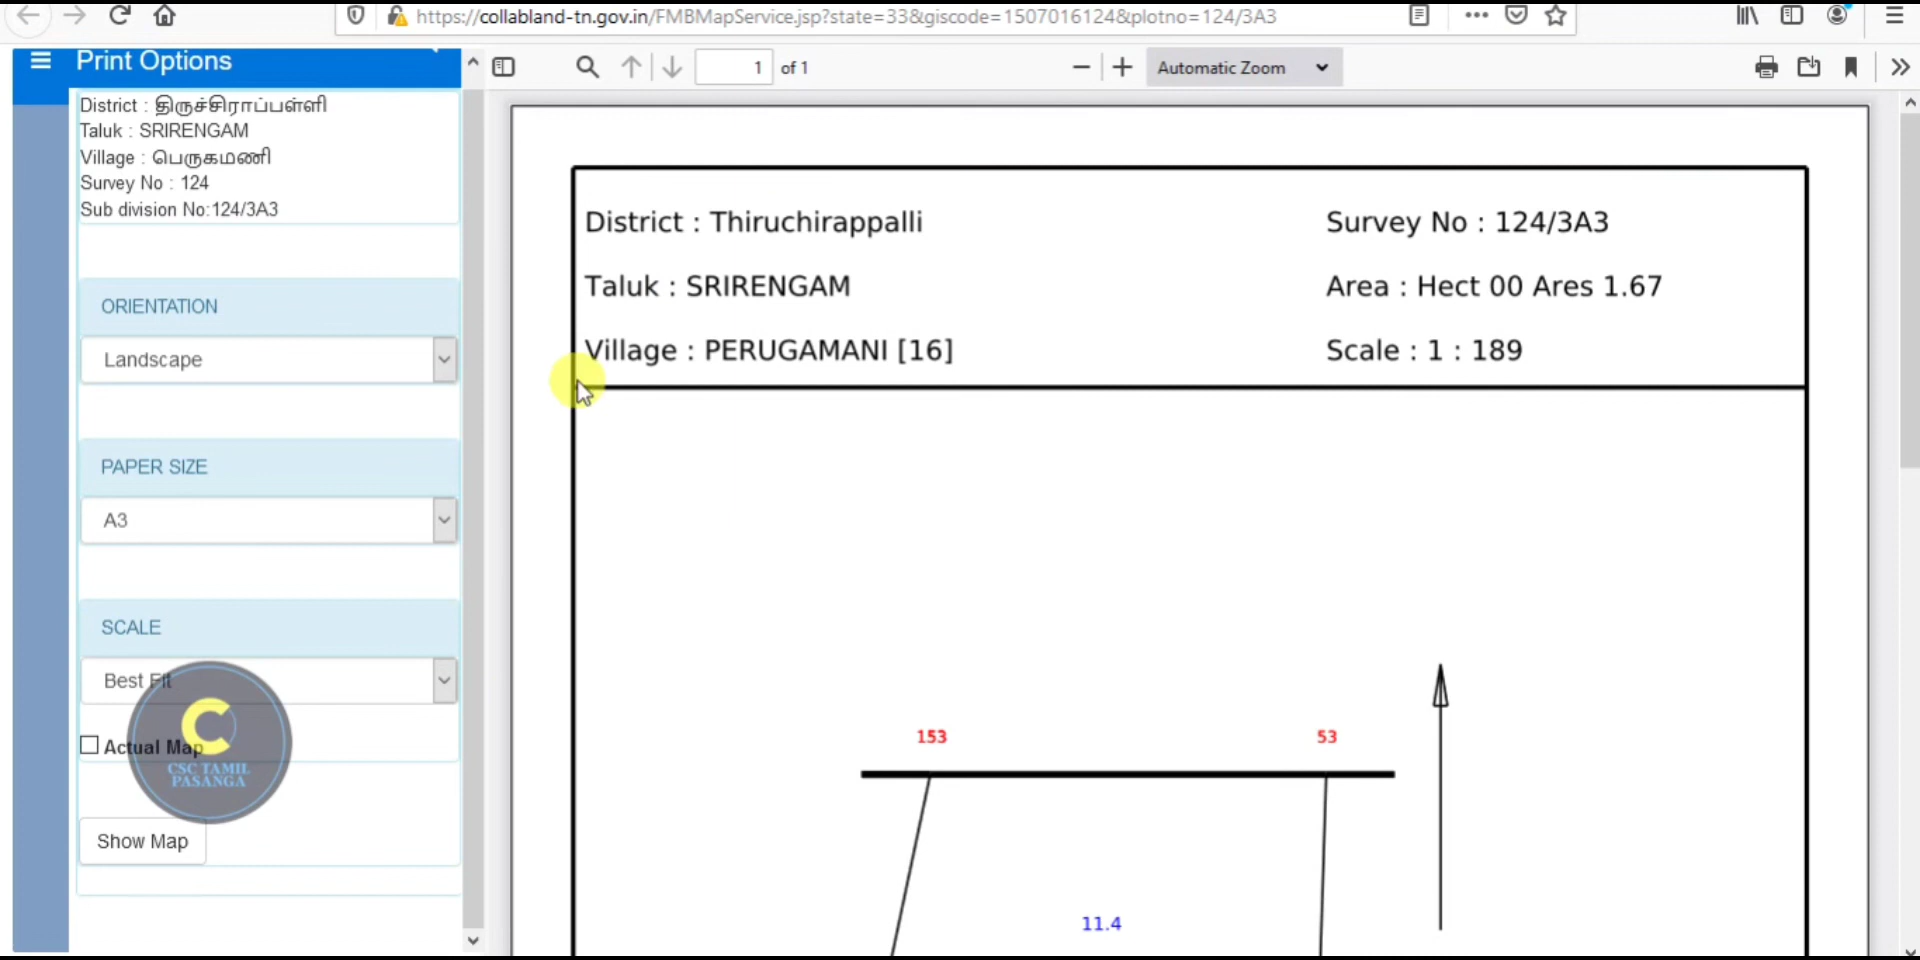 https://collabland-tn.gov.in/FMBMapService.jsp?state=33&giscode=1507016124&plotno=124/3A3
Print Options
1 of 1
Automatic Zoom
District : திருச்சிராப்பள்ளி
Taluk : SRIRENGAM
Village : பெருகமணி
Survey No : 124
Sub division No:124/3A3
ORIENTATION
Landscape
PAPER SIZE
A3
SCALE
Best Fit
Actual Map
CSC TAMIL
PASANGA
Show Map
District : Thiruchirappalli
Survey No : 124/3A3
Taluk : SRIRENGAM
Area : Hect 00 Ares 1.67
Village : PERUGAMANI [16]
Scale : 1 : 189
153
53
11.4